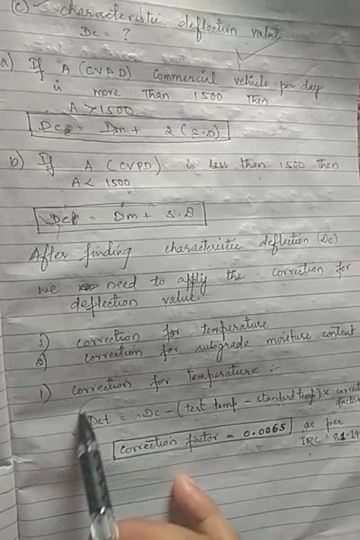 (c) characteristic deflection value
Dc = ?
a) If A (CVPD) Commercial vehicle per day
is more than 1500 then
A > 1500
Dc = Dm + 2 (S.D)
b) If A (CVPD) is less than 1500 then
A < 1500
Dc = Dm + S.D
After finding characteristic deflection (Dc)
we need to apply the correction for
deflection value
1) correction for temperature
2) correction for subgrade moisture content
1) correction for temperature :-
Dct = Dc - (test temp - standard temp) × correction
factor
correction factor = 0.0065 as per
IRC 81-19